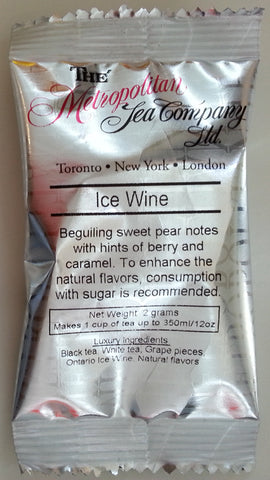 The
Metropolitan
Tea Company
Ltd.
Toronto • New York • London
Ice Wine
Beguiling sweet pear notes
with hints of berry and
caramel. To enhance the
natural flavors, consumption
with sugar is recommended.
Net Weight 2 grams
Makes 1 cup of tea up to 350ml/12oz
Luxury Ingredients
Black tea, White tea, Grape pieces
Ontario Ice Wine, Natural flavors